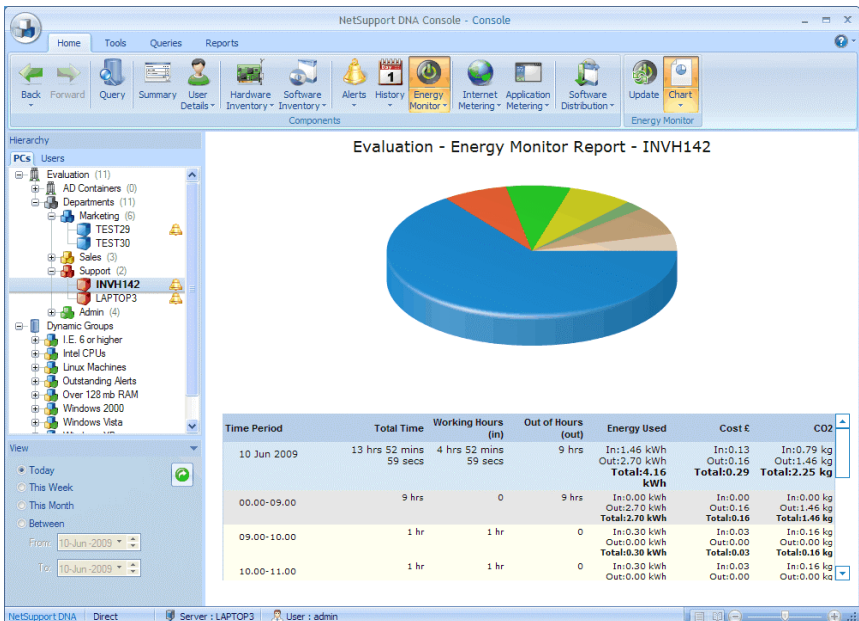 NetSupport DNA Console - Console
Home Tools Queries Reports
Back Forward Query Summary User Details Hardware Inventory Software Inventory Alerts History 1 Energy Monitor Internet Metering Application Metering Software Distribution Update Chart
Components Energy Monitor
Hierarchy
PCs Users
Evaluation (11)
AD Containers (0)
Departments (11)
Marketing (6)
TEST29
TEST30
Sales (3)
Support (2)
INVH142
LAPTOP3
Admin (4)
Dynamic Groups
I.E. 6 or higher
Intel CPUs
Linux Machines
Outstanding Alerts
Over 128 mb RAM
Windows 2000
Windows Vista
View
Today
This Week
This Month
Between
From: 10-Jun-2009
To: 10-Jun-2009
Evaluation - Energy Monitor Report - INVH142
Time Period Total Time Working Hours (in) Out of Hours (out) Energy Used Cost £ CO2
10 Jun 2009 13 hrs 52 mins 59 secs 4 hrs 52 mins 59 secs 9 hrs In:1.46 kWh Out:2.70 kWh Total:4.16 kWh In:0.13 Out:0.16 Total:0.29 In:0.79 kg Out:1.46 kg Total:2.25 kg
00.00-09.00 9 hrs 0 9 hrs In:0.00 kWh Out:2.70 kWh Total:2.70 kWh In:0.00 Out:0.16 Total:0.16 In:0.00 kg Out:1.46 kg Total:1.46 kg
09.00-10.00 1 hr 1 hr 0 In:0.30 kWh Out:0.00 kWh Total:0.30 kWh In:0.03 Out:0.00 Total:0.03 In:0.16 kg Out:0.00 kg Total:0.16 kg
10.00-11.00 1 hr 1 hr 0 In:0.30 kWh Out:0.00 kWh In:0.03 Out:0.00 In:0.16 kg Out:0.00 kg
NetSupport DNA Direct Server : LAPTOP3 User : admin